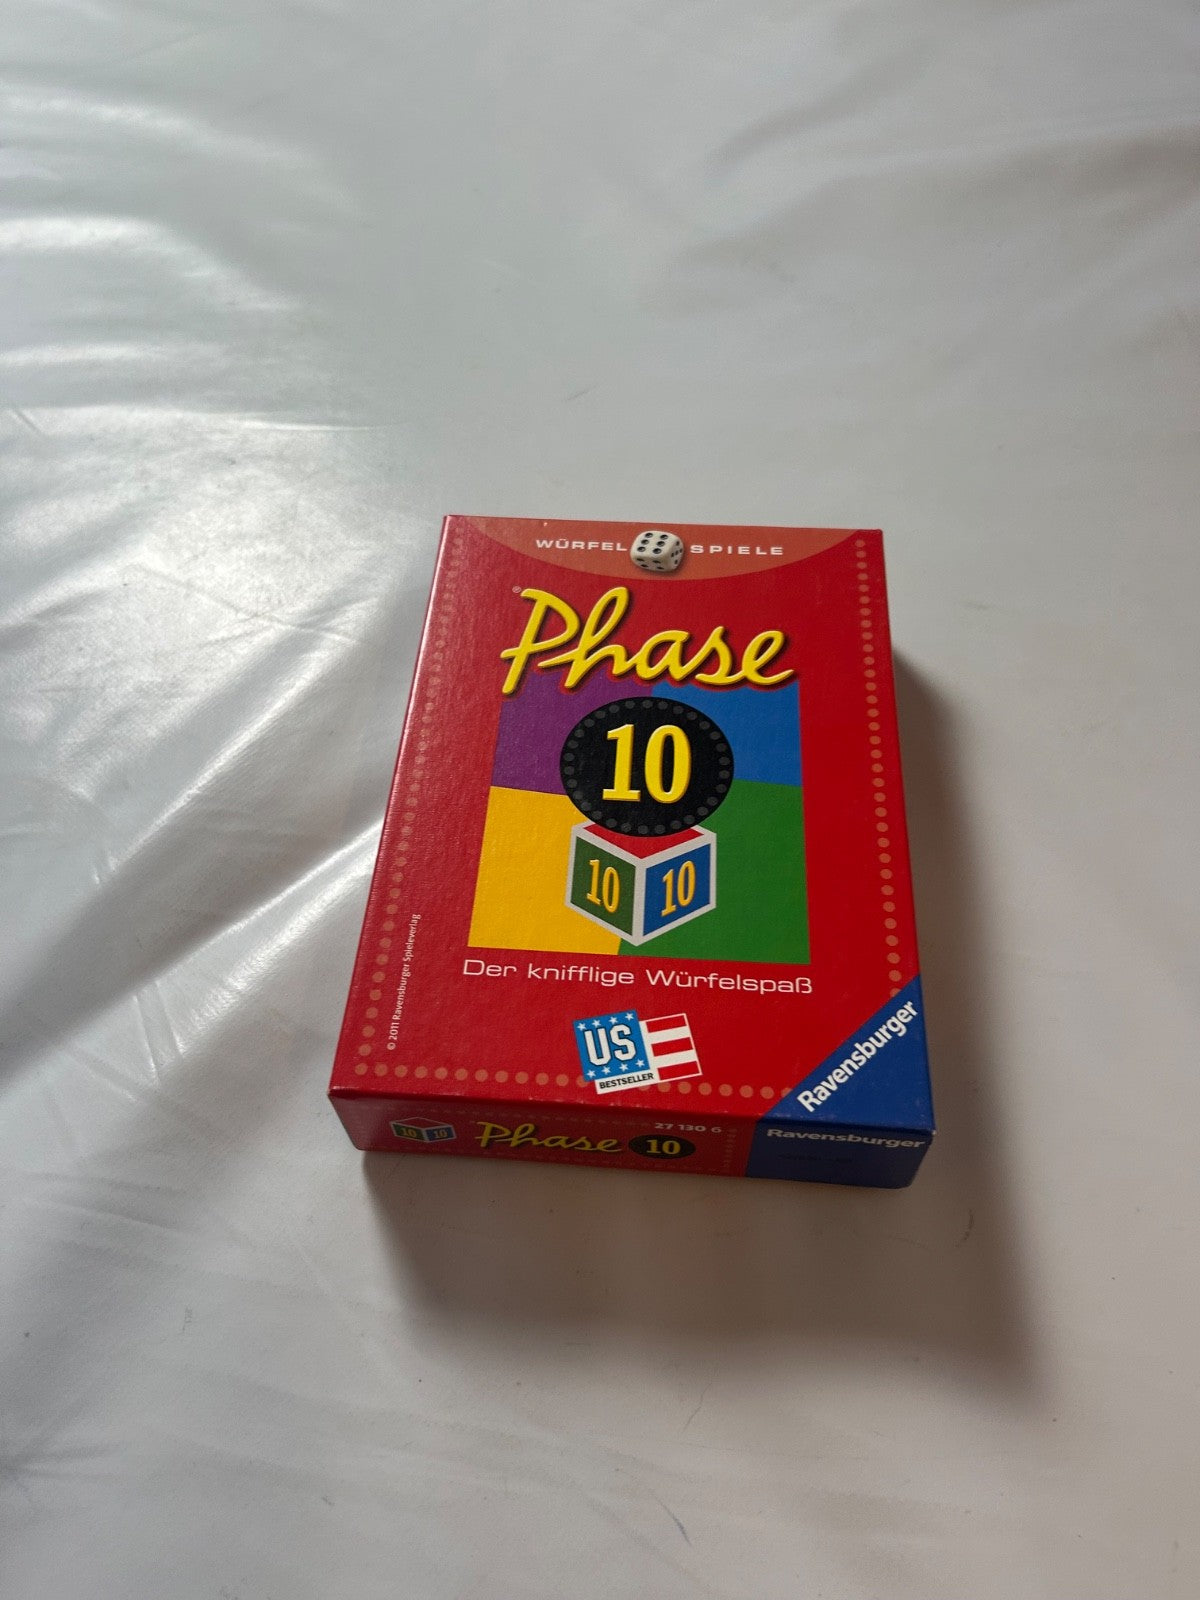 WÜRFEL SPIELE
®
Phase
10
10 10
Der knifflige Würfelspaß
US
BESTSELLER
© 2011 Ravensburger Spieleverlag
Ravensburger
10 10 Phase 10 27 130 6 Ravensburger